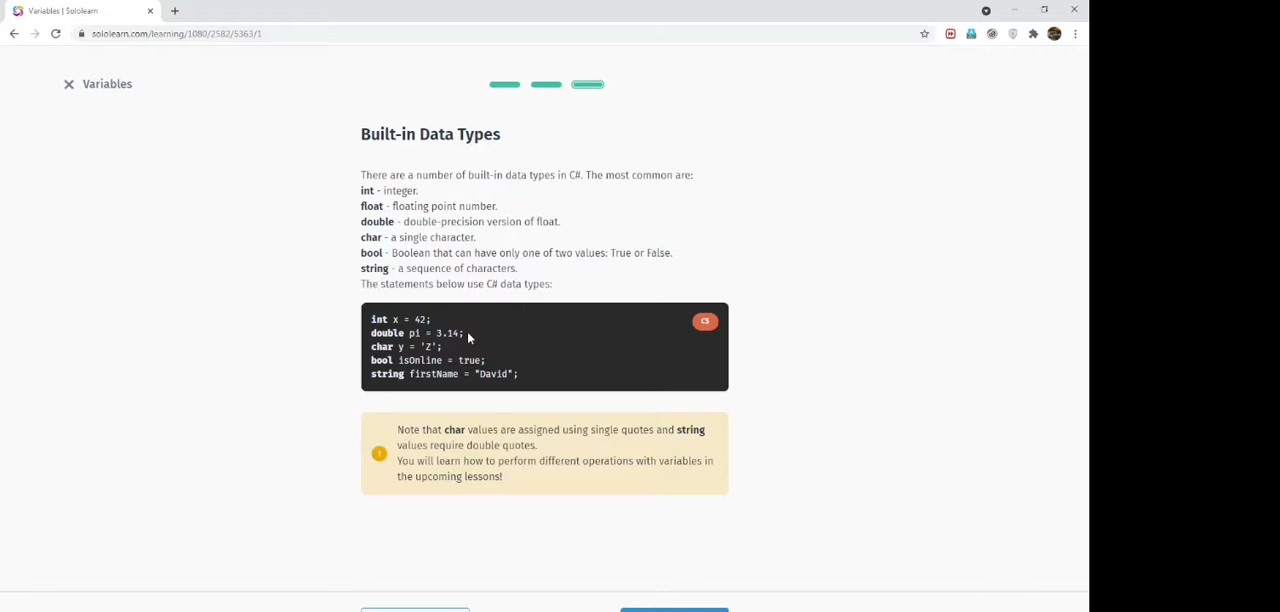 Variables | Sololearn
sololearn.com/learning/1080/2582/5363/1
Variables
Built-in Data Types
There are a number of built-in data types in C#. The most common are:
int - integer.
float - floating point number.
double - double-precision version of float.
char - a single character.
bool - Boolean that can have only one of two values: True or False.
string - a sequence of characters.
The statements below use C# data types:
int x = 42;
double pi = 3.14;
char y = 'Z';
bool isOnline = true;
string firstName = "David";
CS
Note that char values are assigned using single quotes and string
values require double quotes.
You will learn how to perform different operations with variables in
the upcoming lessons!